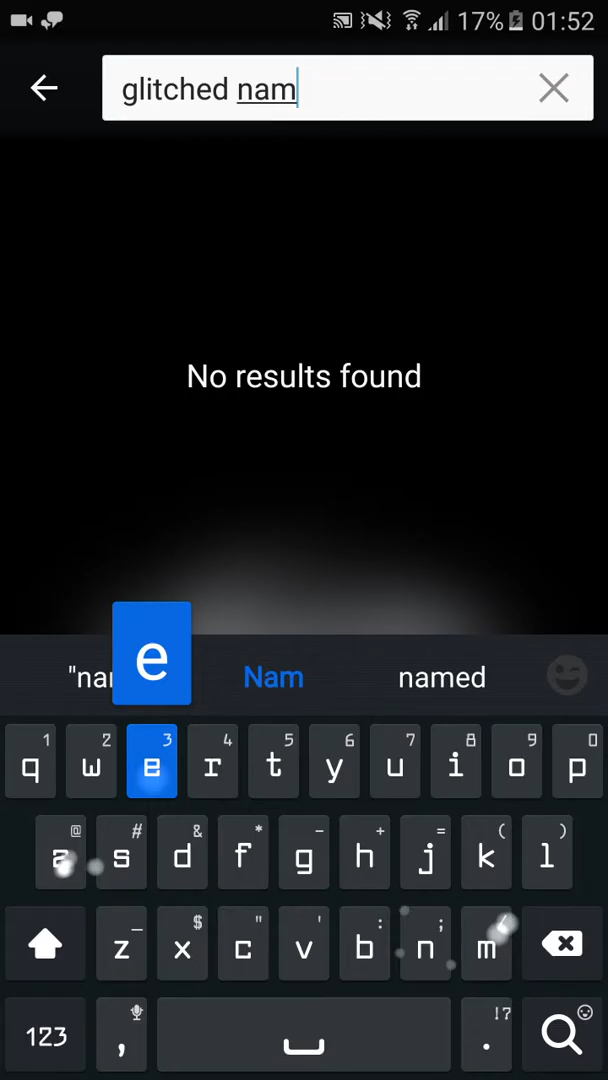 17% 01:52
glitched nam
No results found
e
Nam named
1 2 3 4 5 6 7 8 9 0
q w e r t y u i o p
@ # & * - + = ( )
a s d f g h j k l
_ $ " ' : ; /
z x c v b n m
!?
123 , .